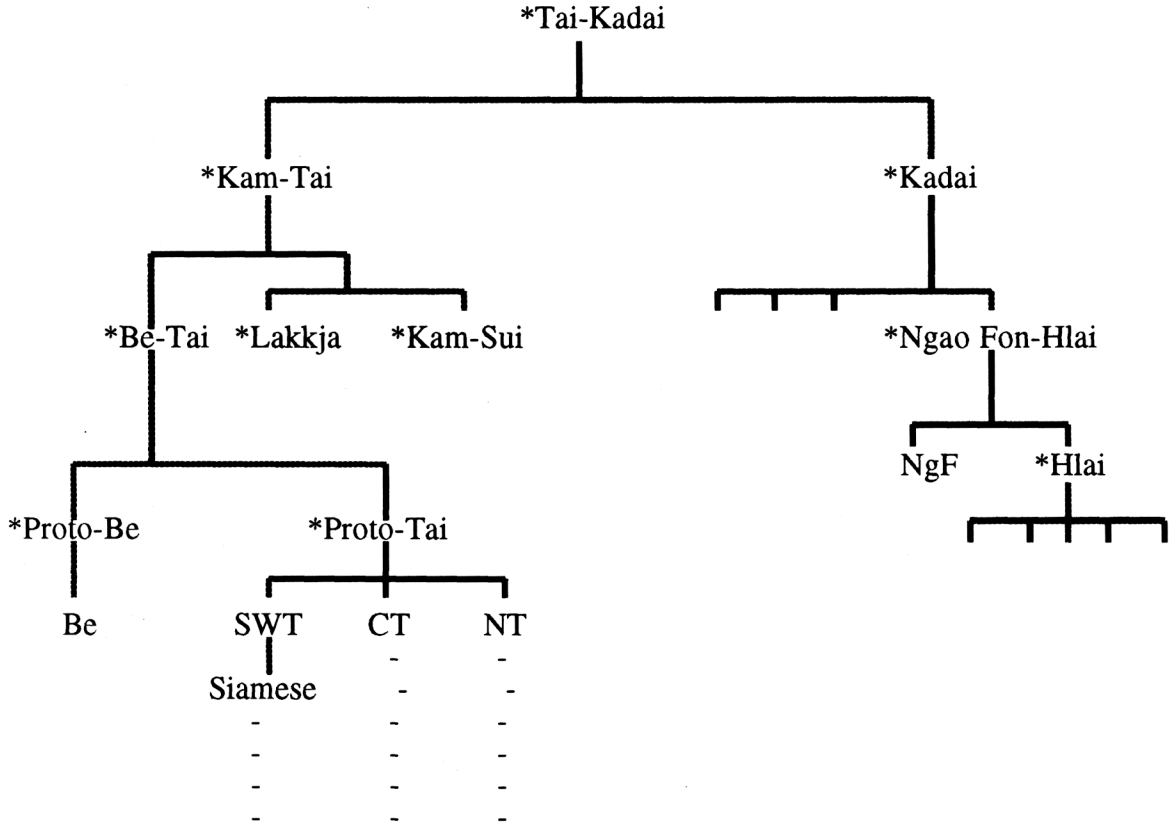 *Tai-Kadai
*Kam-Tai *Kadai
*Be-Tai *Lakkja *Kam-Sui *Ngao Fon-Hlai
NgF *Hlai
*Proto-Be *Proto-Tai
Be SWT CT NT
- -
Siamese - -
- - -
- - -
- - -
- - -